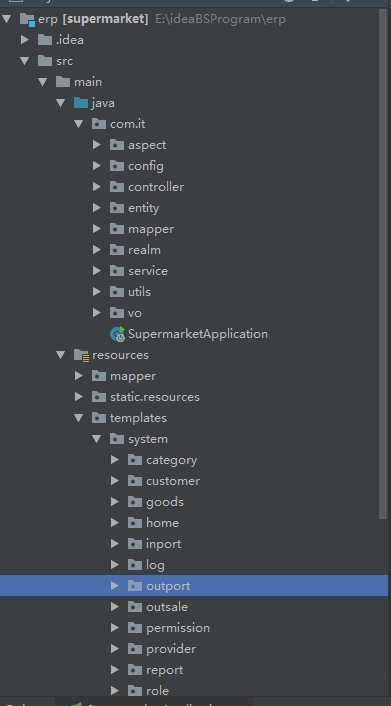 erp [supermarket] E:\ideaBSProgram\erp
.idea
src
main
java
com.it
aspect
config
controller
entity
mapper
realm
service
utils
vo
SupermarketApplication
resources
mapper
static.resources
templates
system
category
customer
goods
home
inport
log
outport
outsale
permission
provider
report
role